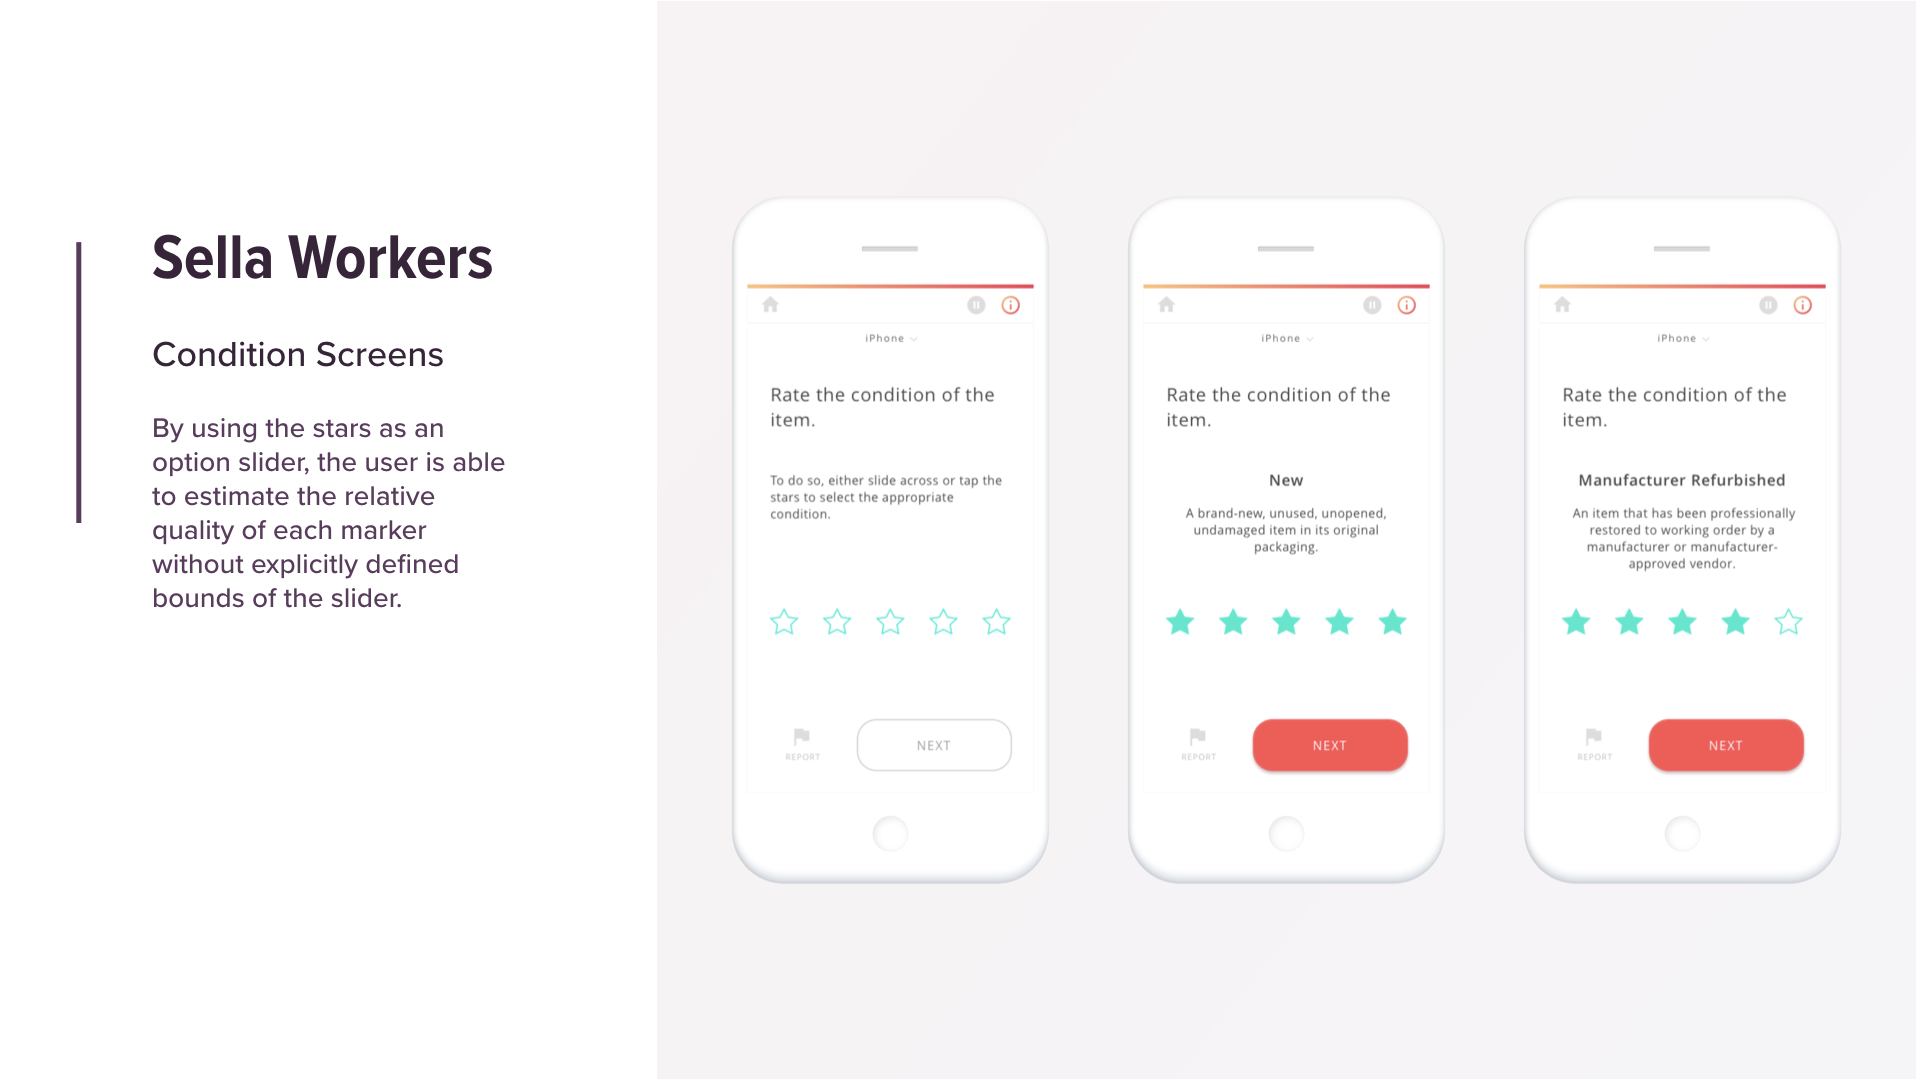 Sella Workers
Condition Screens
By using the stars as an
option slider, the user is able
to estimate the relative
quality of each marker
without explicitly defined
bounds of the slider.
iPhone
Rate the condition of the
item.
To do so, either slide across or tap the
stars to select the appropriate
condition.
REPORT
NEXT
iPhone
Rate the condition of the
item.
New
A brand-new, unused, unopened,
undamaged item in its original
packaging.
REPORT
NEXT
iPhone
Rate the condition of the
item.
Manufacturer Refurbished
An item that has been professionally
restored to working order by a
manufacturer or manufacturer-
approved vendor.
REPORT
NEXT